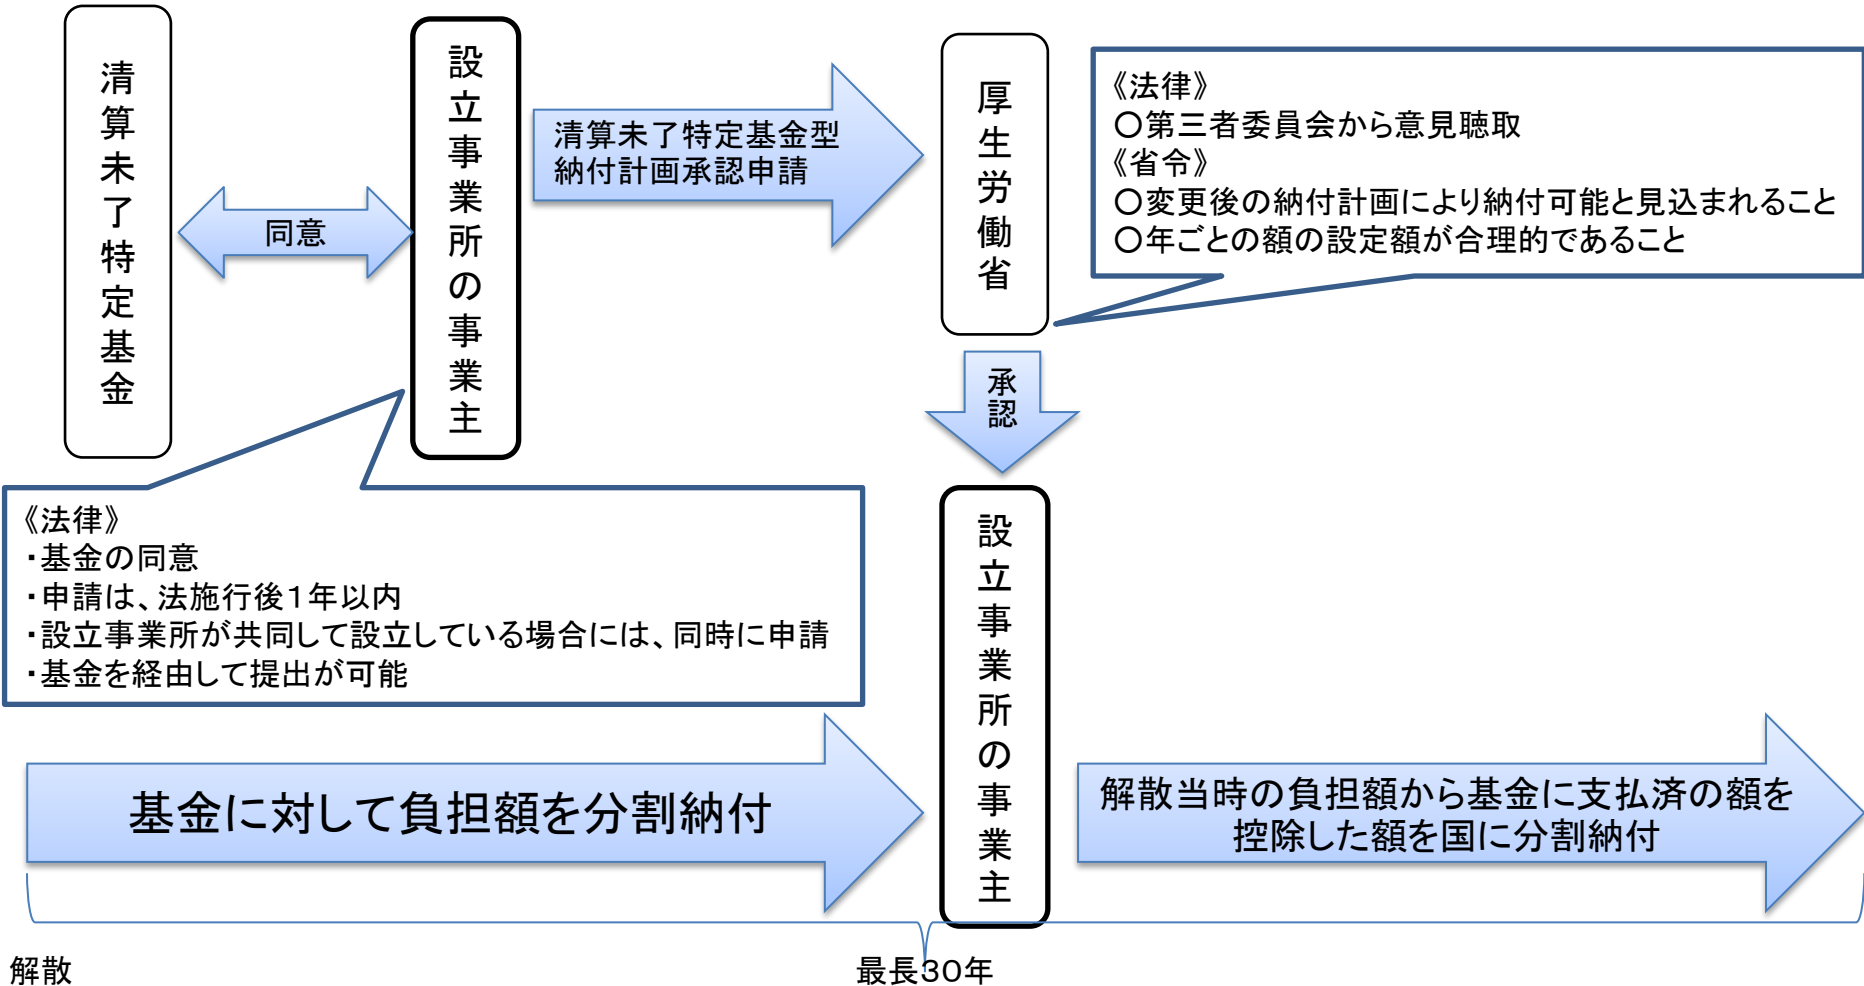 清算未了特定基金
同意
設立事業所の事業主
清算未了特定基金型
納付計画承認申請
厚生労働省
《法律》
○第三者委員会から意見聴取
《省令》
○変更後の納付計画により納付可能と見込まれること
○年ごとの額の設定額が合理的であること
承認
《法律》
・基金の同意
・申請は、法施行後１年以内
・設立事業所が共同して設立している場合には、同時に申請
・基金を経由して提出が可能
設立事業所の事業主
基金に対して負担額を分割納付
解散当時の負担額から基金に支払済の額を
控除した額を国に分割納付
解散
最長３０年